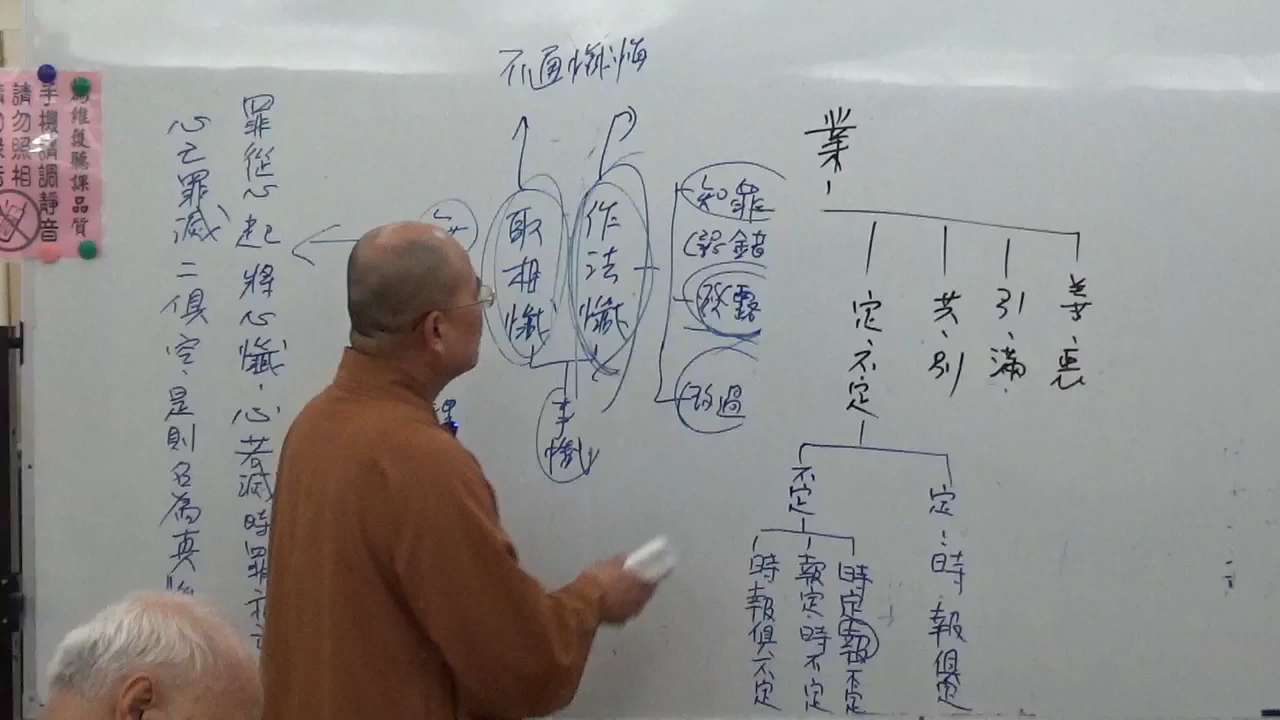 不通懺悔
業、
善、惡
引、滿
共、別
定、不定
定:時報俱定
不定
時定報不定
報定時不定
時報俱不定
知罪
認錯
發露
改過
作法懺
取相懺
事懺
罪從心起將心懺,心若滅時罪亦亡
心亡罪滅二俱空,是則名為真
為維護聽課品質
手機請調靜音
請勿照相